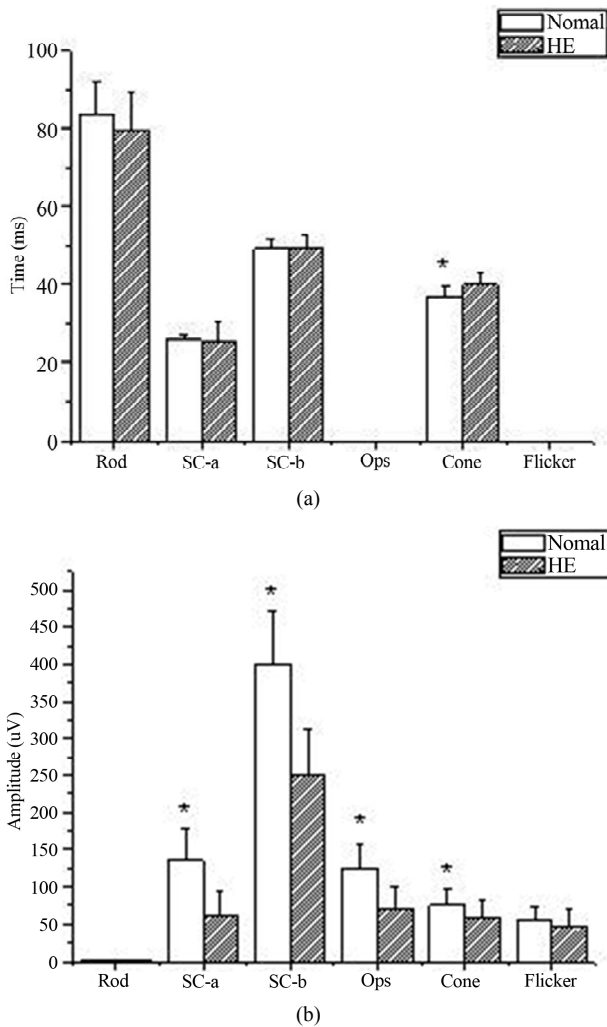 Nomal
HE
100
80
60
40
20
0
Time (ms)
*
Rod SC-a SC-b Ops Cone Flicker
(a)
Nomal
HE
500
450
400
350
300
250
200
150
100
50
0
Amplitude (uV)
* * * *
Rod SC-a SC-b Ops Cone Flicker
(b)